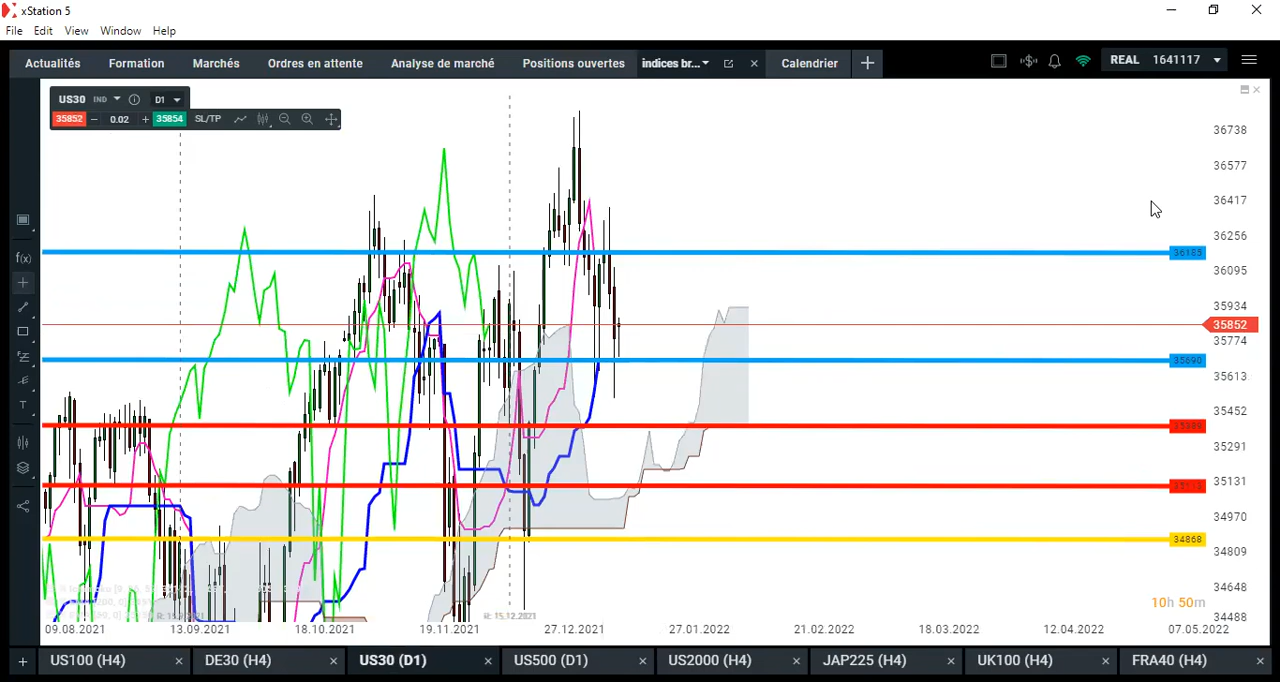 xStation 5
File Edit View Window Help
Actualités Formation Marchés Ordres en attente Analyse de marché Positions ouvertes indices br... Calendrier REAL 1641117
US30 IND D1
35852 0.02 35854 SL/TP
36738
36577
36417
36256
36185
36095
35934
35852
35774
35690
35613
35452
35399
35291
35131
34970
34868
34809
34648
34488
f(x)
T
R: 15.12.2021
10h 50m
09.08.2021 13.09.2021 18.10.2021 19.11.2021 27.12.2021 27.01.2022 21.02.2022 18.03.2022 12.04.2022 07.05.2022
US100 (H4) DE30 (H4) US30 (D1) US500 (D1) US2000 (H4) JAP225 (H4) UK100 (H4) FRA40 (H4)